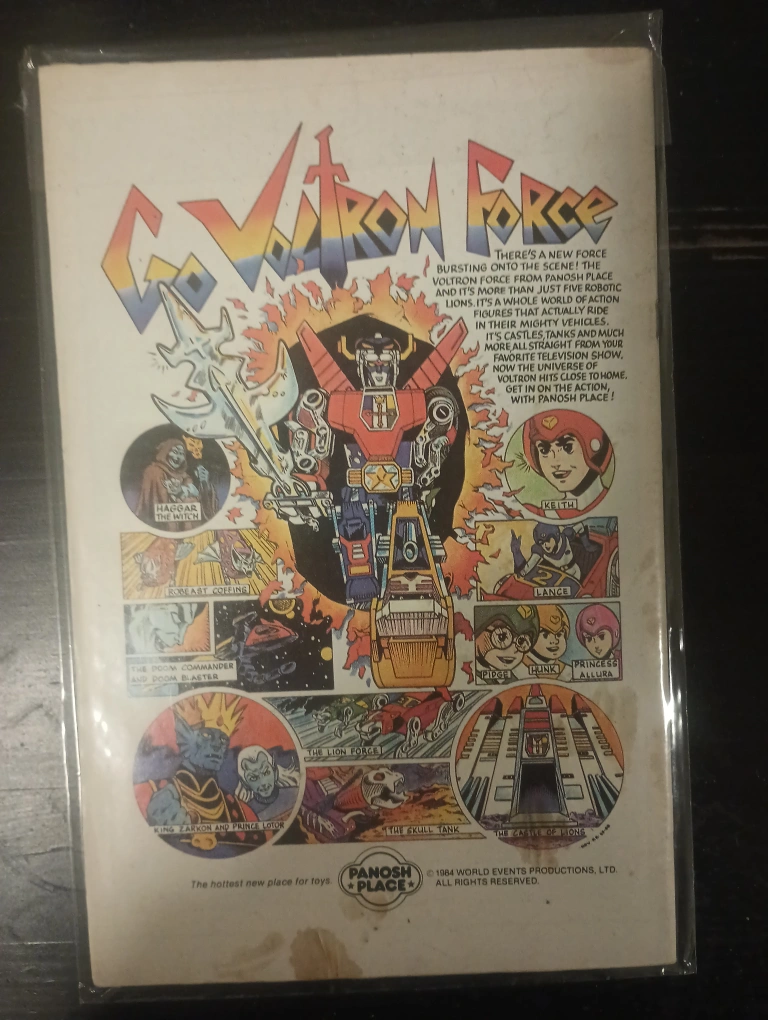 GO VOLTRON FORCE
THERE'S A NEW FORCE
BURSTING ONTO THE SCENE! THE
VOLTRON FORCE FROM PANOSH PLACE
AND IT'S MORE THAN JUST FIVE ROBOTIC
LIONS. IT'S A WHOLE WORLD OF ACTION
FIGURES THAT ACTUALLY RIDE
IN THEIR MIGHTY VEHICLES.
IT'S CASTLES, TANKS AND MUCH
MORE, ALL STRAIGHT FROM YOUR
FAVORITE TELEVISION SHOW.
NOW THE UNIVERSE OF
VOLTRON HITS CLOSE TO HOME.
GET IN ON THE ACTION,
WITH PANOSH PLACE!
HAGGAR
THE WITCH
KEITH
ROBEAST COFFINS
LANCE
THE DOOM COMMANDER
AND DOOM BLASTER
PIDGE
HUNK
PRINCESS
ALLURA
THE LION FORCE
KING ZARKON AND PRINCE LOTOR
THE SKULL TANK
THE CASTLE OF LIONS
The hottest new place for toys.
PANOSH
PLACE
© 1984 WORLD EVENTS PRODUCTIONS, LTD.
ALL RIGHTS RESERVED.